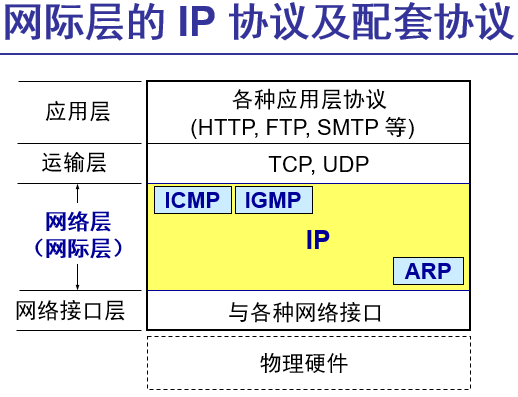 网际层的 IP 协议及配套协议
应用层
各种应用层协议
(HTTP, FTP, SMTP 等)
运输层
TCP, UDP
网络层
（网际层）
ICMP
IGMP
IP
ARP
网络接口层
与各种网络接口
物理硬件